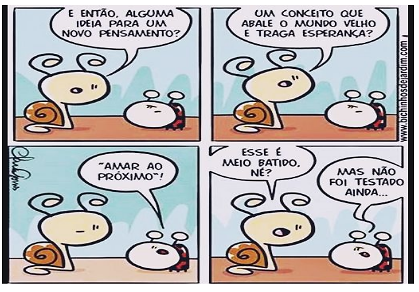 E ENTÃO, ALGUMA
IDEIA PARA UM
NOVO PENSAMENTO?
UM CONCEITO QUE
ABALE O MUNDO VELHO
E TRAGA ESPERANÇA?
www.bichinhosdejardim.com
"AMAR AO
PRÓXIMO"!
ESSE É
MEIO BATIDO,
NÉ?
MAS NÃO
FOI TESTADO
AINDA...